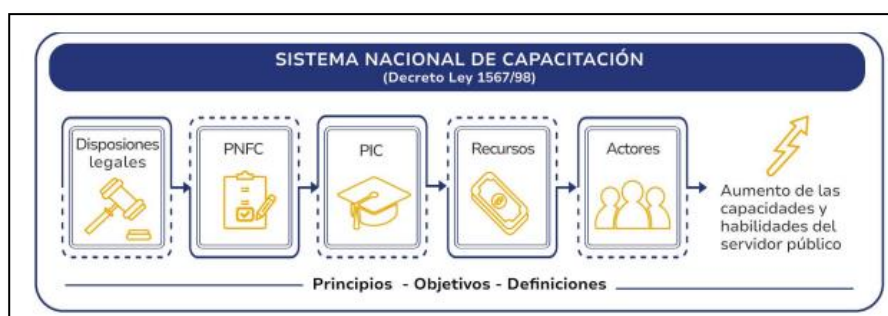 SISTEMA NACIONAL DE CAPACITACIÓN
(Decreto Ley 1567/98)
Disposiones
legales
PNFC
PIC
Recursos
Actores
Aumento de las
capacidades y
habilidades del
servidor público
Principios - Objetivos - Definiciones